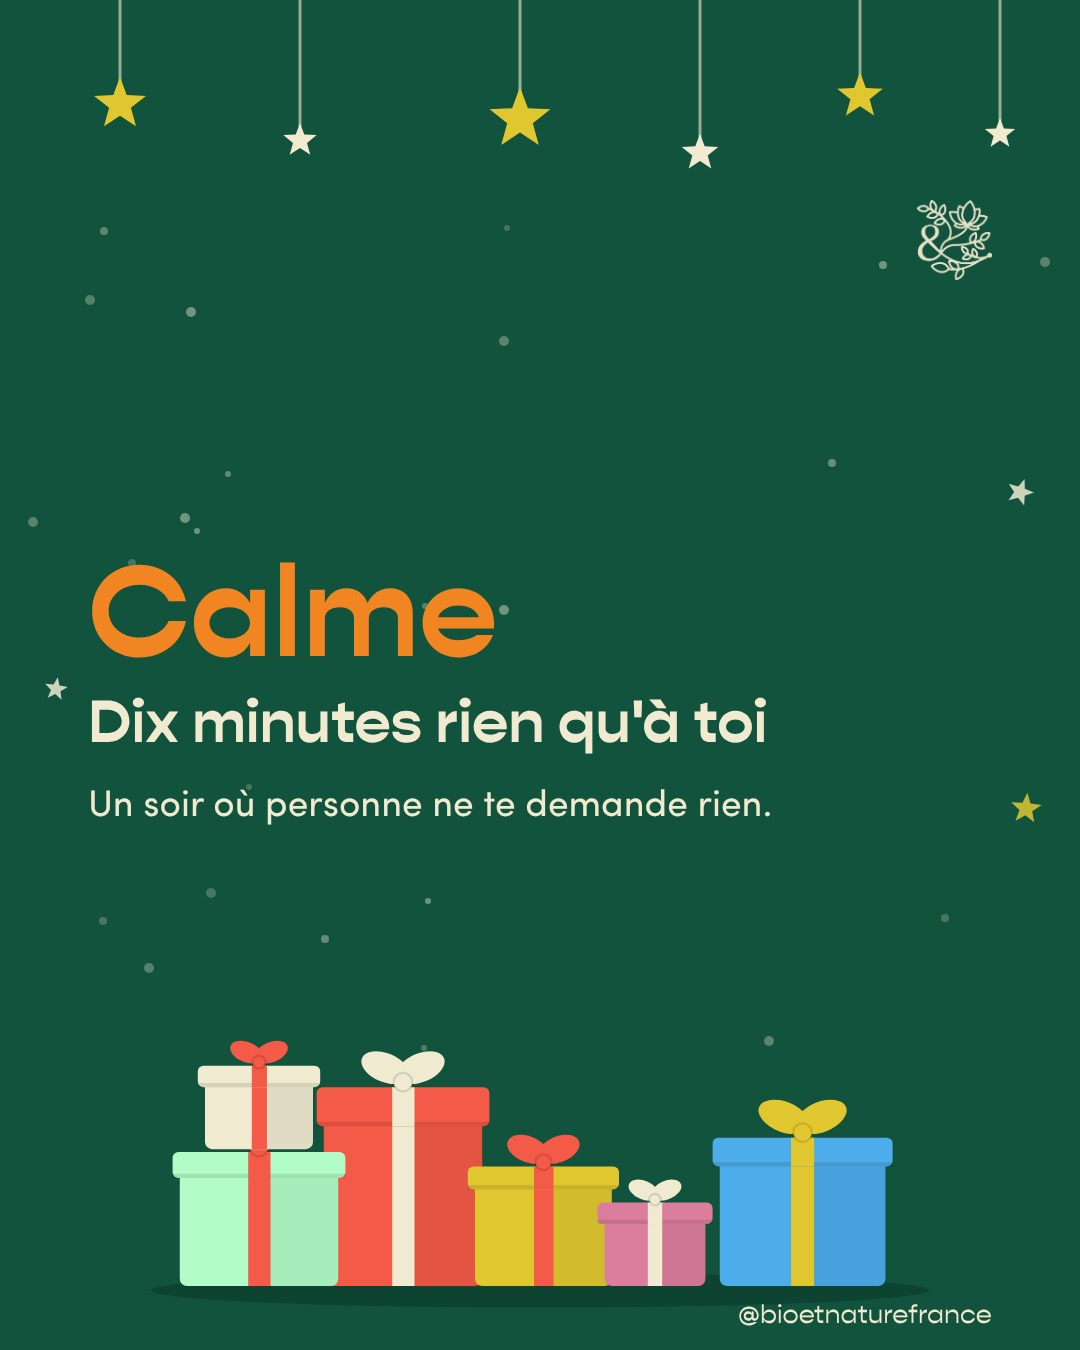 &
Calme
Dix minutes rien qu'à toi
Un soir où personne ne te demande rien.
@bioetnaturefrance